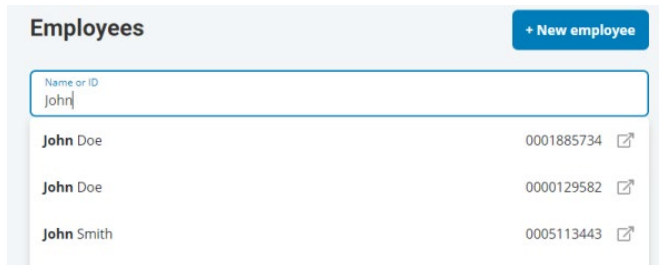 Employees
+ New employee
Name or ID
John
John Doe 0001885734
John Doe 0000129582
John Smith 0005113443